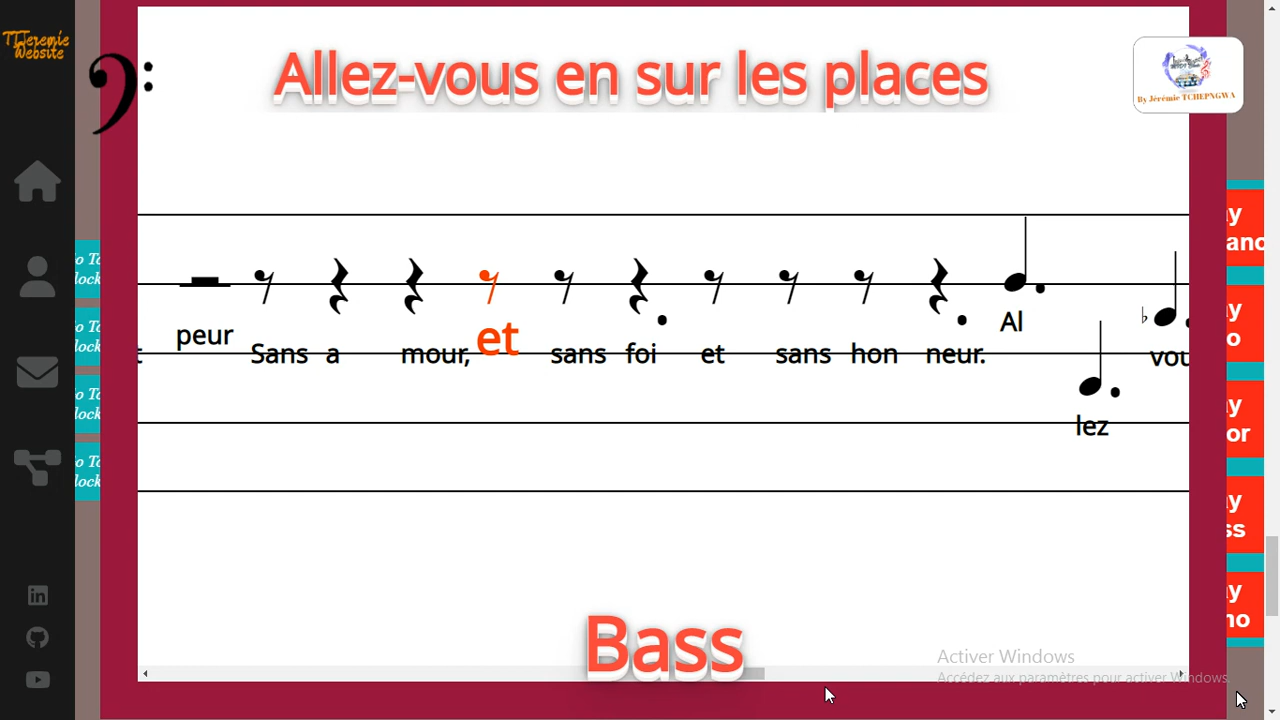 TTJeremie
Website
Allez-vous en sur les places
By Jérémie TCHEPNGWA
peur
Sans a mour, et sans foi et sans hon neur.
Al
lez
vou
Bass
Activer Windows
Accédez aux paramètres pour activer Windows.